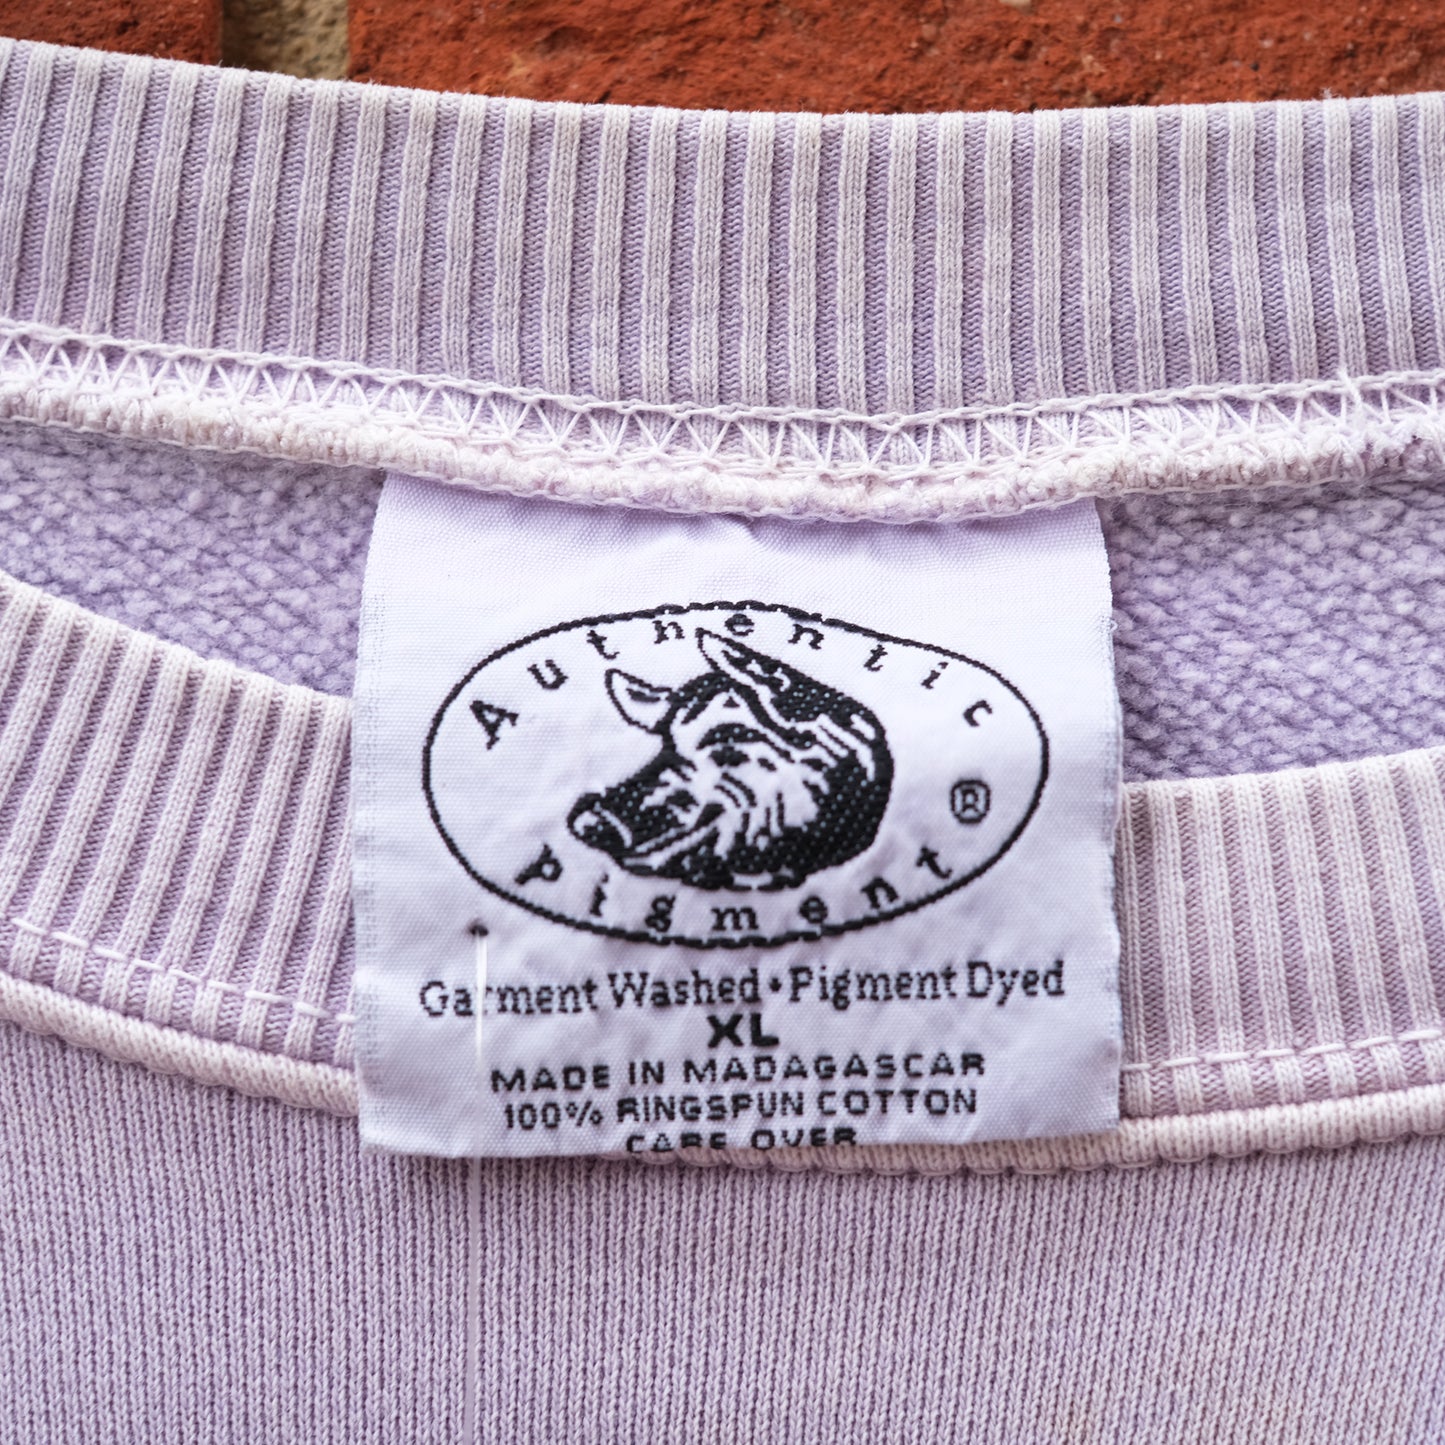 Authentic
Pigment
®
Garment Washed • Pigment Dyed
XL
MADE IN MADAGASCAR
100% RINGSPUN COTTON
CARE OVER